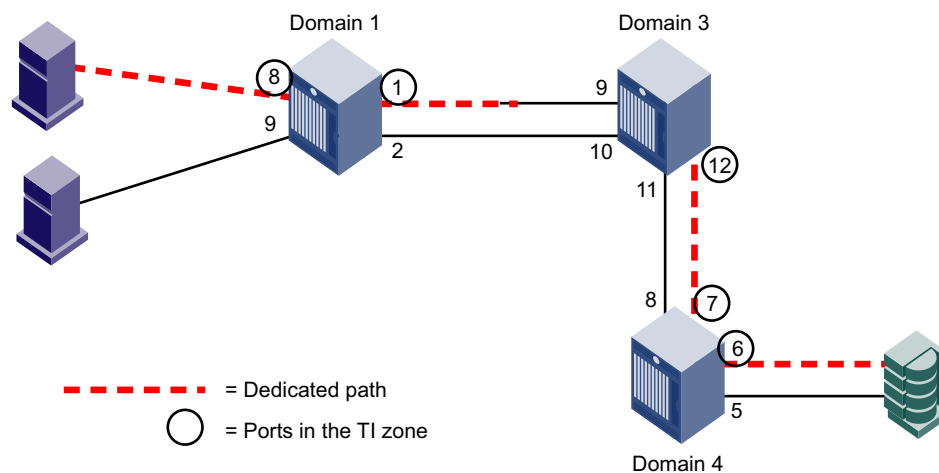 Domain 1
Domain 3
8
1
9
9
2
10
12
11
8
7
6
5
= Dedicated path
= Ports in the TI zone
Domain 4